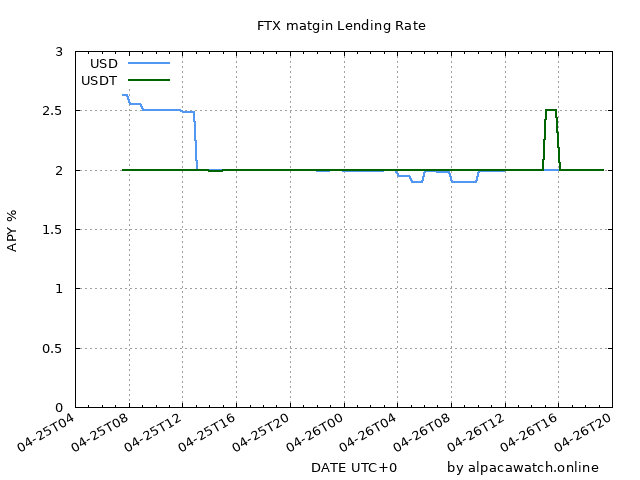 FTX matgin Lending Rate
3
2.5
2
1.5
1
0.5
0
APY %
USD
USDT
04-25T04
04-25T08
04-25T12
04-25T16
04-25T20
04-26T00
04-26T04
04-26T08
04-26T12
04-26T16
04-26T20
DATE UTC+0
by alpacawatch.online